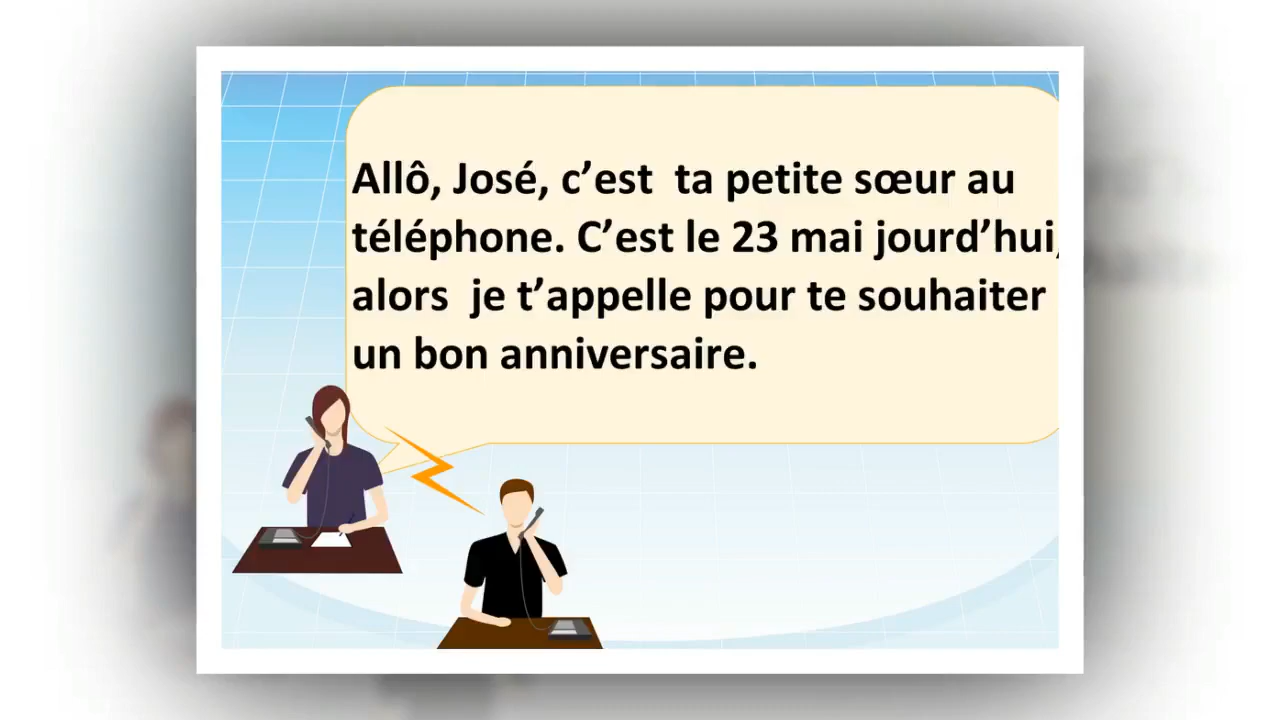 Allô, José, c’est ta petite sœur au
téléphone. C’est le 23 mai jourd’hui,
alors je t’appelle pour te souhaiter
un bon anniversaire.